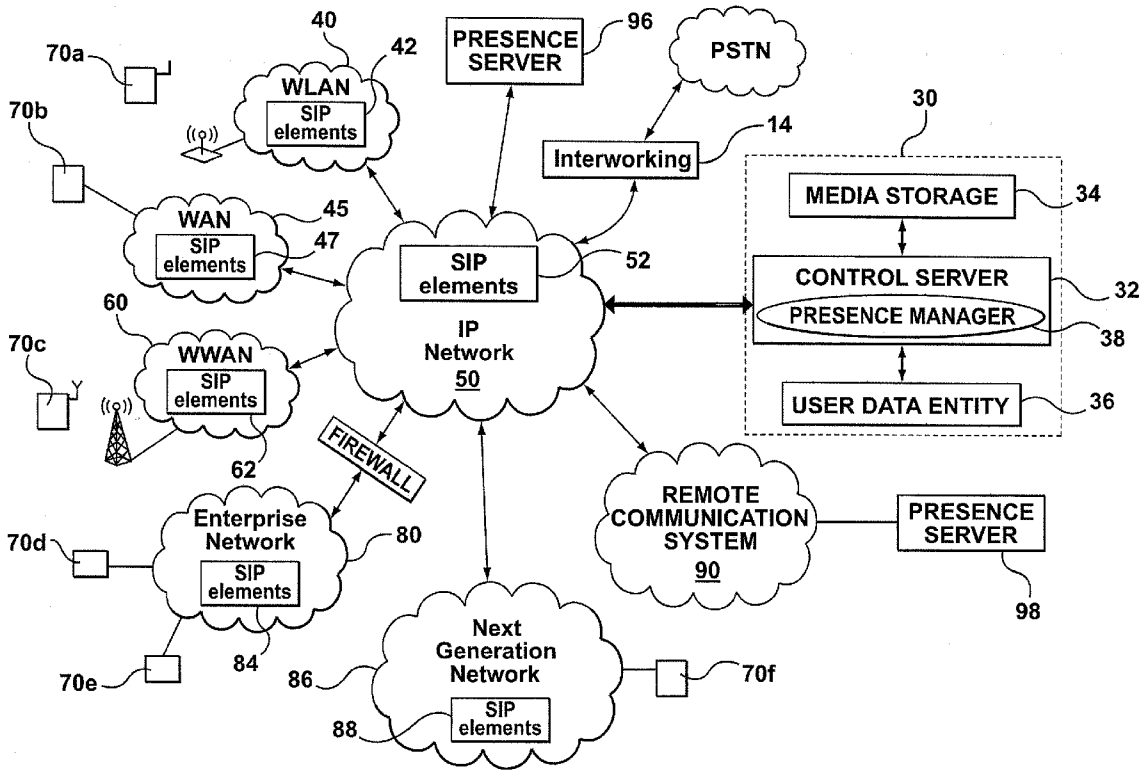 40
42
96
70a
WLAN
SIP
elements
PRESENCE
SERVER
PSTN
30
70b
14
Interworking
MEDIA STORAGE
34
WAN
45
47
SIP
elements
SIP
elements
52
CONTROL SERVER
32
PRESENCE MANAGER
38
IP
Network
50
60
70c
WWAN
SIP
elements
62
USER DATA ENTITY
36
FIREWALL
Enterprise
Network
80
SIP
elements
84
70d
70e
REMOTE
COMMUNICATION
SYSTEM
90
PRESENCE
SERVER
98
Next
Generation
Network
86
SIP
elements
88
70f